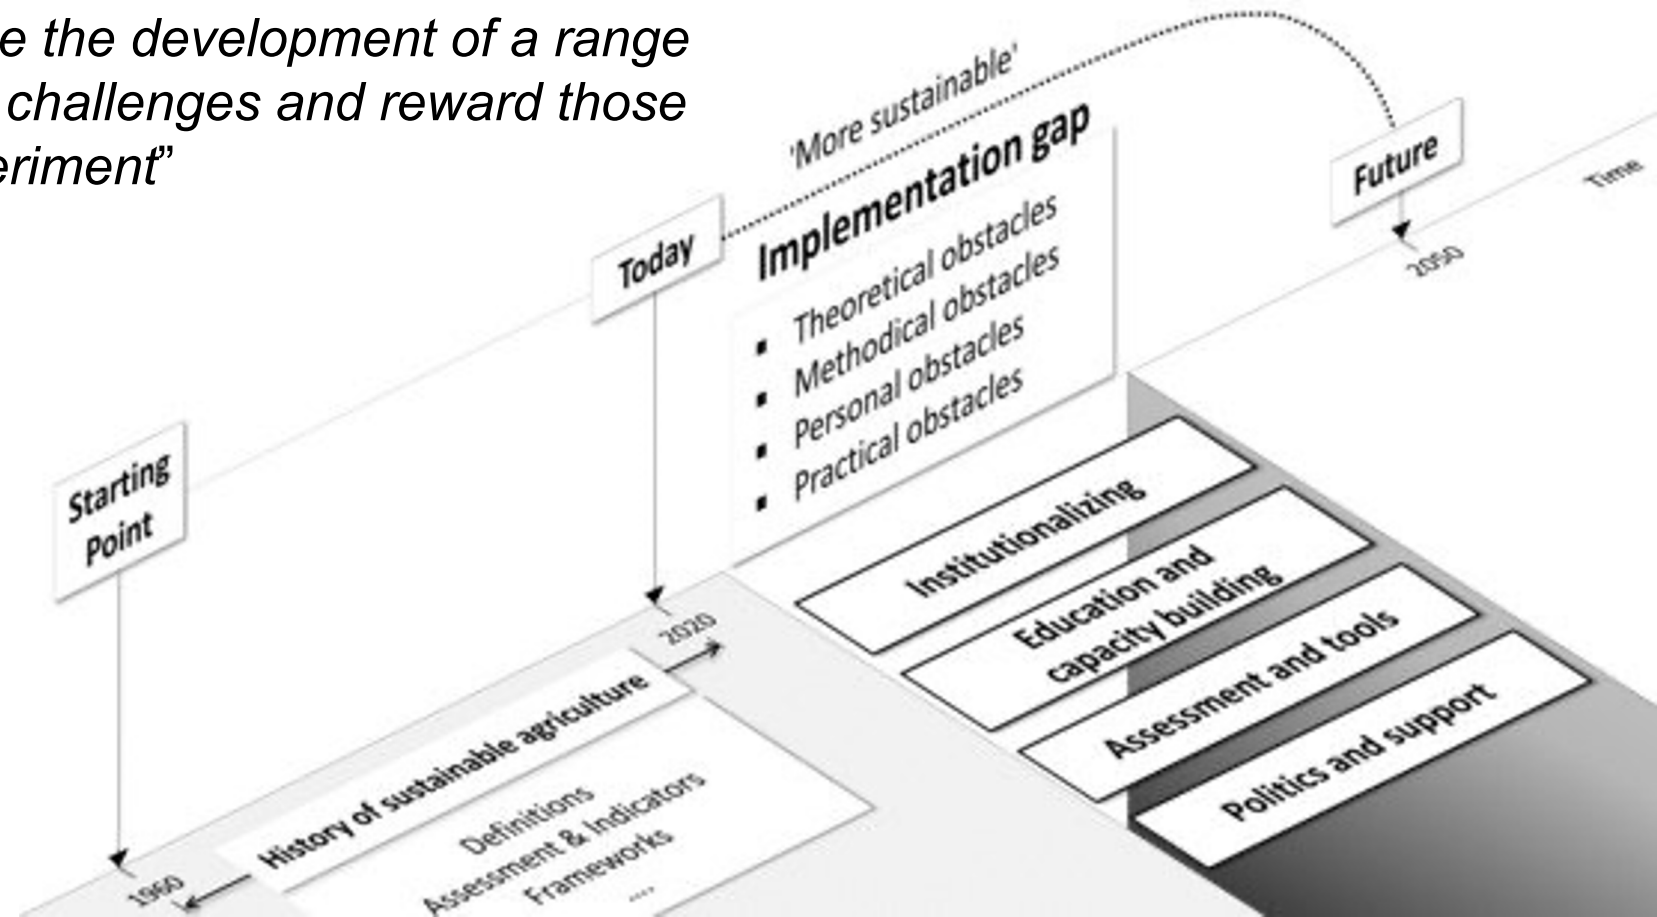 e the development of a range
challenges and reward those
eriment”
'More sustainable'
Implementation gap
▪ Theoretical obstacles
▪ Methodical obstacles
▪ Personal obstacles
▪ Practical obstacles
Future
Time
2050
Today
Starting
Point
2020
1960
History of sustainable agriculture
Definitions
Assessment & Indicators
Frameworks
....
Institutionalizing
Education and
capacity building
Assessment and tools
Politics and support